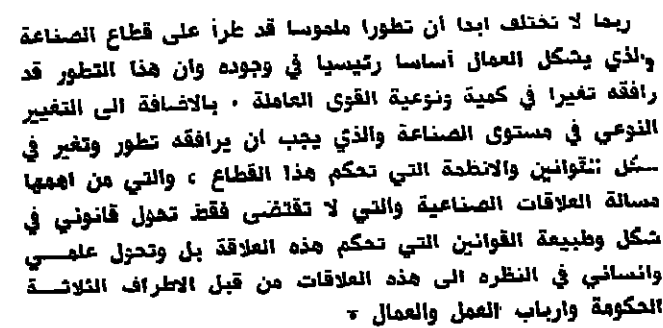 ربما لا نختلف ابدا ان تطورا ملموسا قد طرأ على قطاع الصناعة
والذي يشكل العمال أساسا رئيسيا في وجوده وان هذا التطور قد
رافقه تغيرا في كمية ونوعية القوى العاملة . بالاضافة الى التغيير
النوعي في مستوى الصناعة والذي يجب ان يرافقه تطور وتغير في
شكل القوانين والانظمة التي تحكم هذا القطاع ، والتي من اهمها
مسالة العلاقات الصناعية والتي لا تقتضى فقط تحول قانوني في
شكل وطبيعة القوانين التي تحكم هذه العلاقة بل وتحول علمـــي
وانساني في النظره الى هذه العلاقات من قبل الاطراف الثلاثـــة
الحكومة وارباب العمل والعمال .